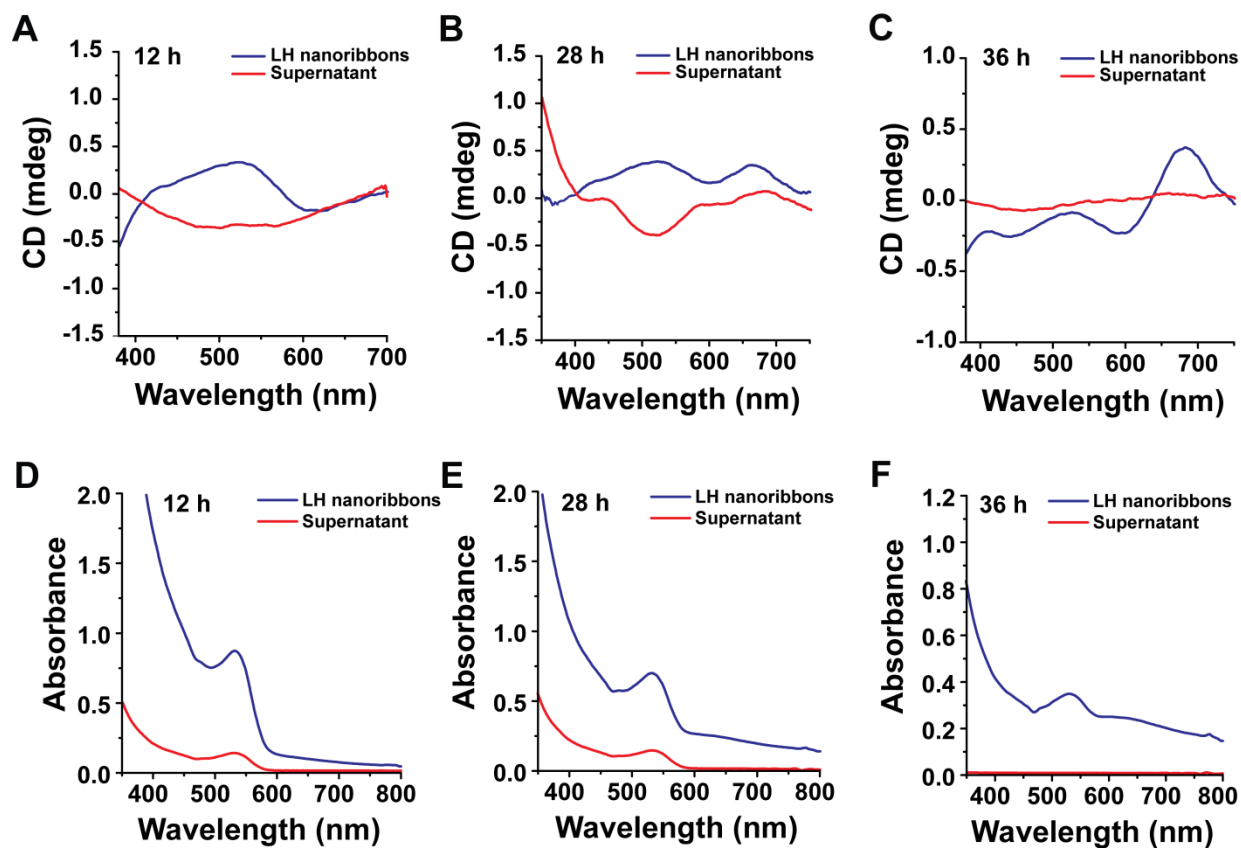 A
12 h
LH nanoribbons
Supernatant
1.5
1.0
0.5
0.0
-0.5
-1.0
-1.5
CD (mdeg)
400 500 600 700
Wavelength (nm)
B
28 h
LH nanoribbons
Supernatant
1.5
1.0
0.5
0.0
-0.5
-1.0
-1.5
CD (mdeg)
400 500 600 700
Wavelength (nm)
C
36 h
LH nanoribbons
Supernatant
1.0
0.5
0.0
-0.5
-1.0
CD (mdeg)
400 500 600 700
Wavelength (nm)
D
12 h
LH nanoribbons
Supernatant
2.0
1.5
1.0
0.5
0.0
Absorbance
400 500 600 700 800
Wavelength (nm)
E
28 h
LH nanoribbons
Supernatant
2.0
1.5
1.0
0.5
0.0
Absorbance
400 500 600 700 800
Wavelength (nm)
F
36 h
LH nanoribbons
Supernatant
1.2
1.0
0.8
0.6
0.4
0.2
0.0
Absorbance
400 500 600 700 800
Wavelength (nm)